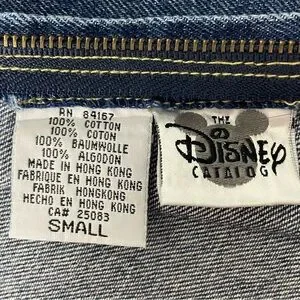 RN 84167
100% COTTON
100% COTON
100% BAUMWOLLE
100% ALGODON
MADE IN HONG KONG
FABRIQUE EN HONG KONG
FABRIK HONGKONG
HECHO EN HONG KONG
CA# 25083
SMALL
THE
Disney
CATALOG